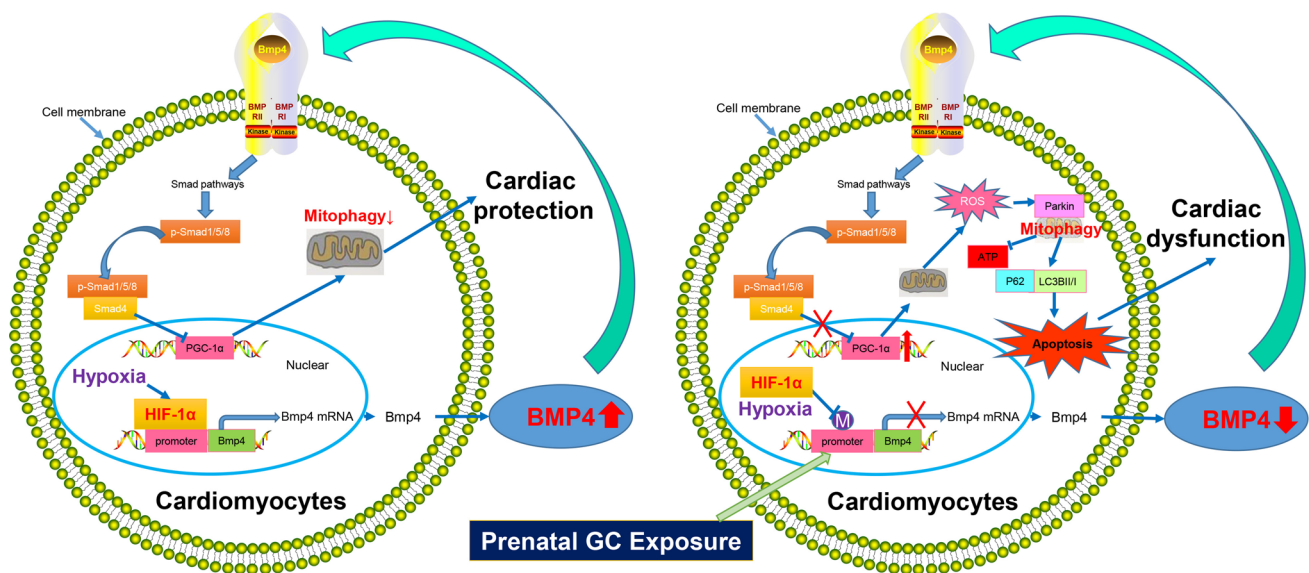 Bmp4
BMP
RII
BMP
RI
Kinase
Kinase
Cell membrane
Smad pathways
p-Smad1/5/8
p-Smad1/5/8
Smad4
Mitophagy↓
Cardiac
protection
PGC-1α
Nuclear
Hypoxia
HIF-1α
promoter
Bmp4
Bmp4 mRNA
Bmp4
BMP4
Cardiomyocytes
Bmp4
BMP
RII
BMP
RI
Kinase
Kinase
Cell membrane
Smad pathways
p-Smad1/5/8
p-Smad1/5/8
Smad4
ROS
Parkin
Mitophagy
ATP
P62
LC3BII/I
Apoptosis
Cardiac
dysfunction
PGC-1α
Nuclear
HIF-1α
Hypoxia
M
promoter
Bmp4
Bmp4 mRNA
Bmp4
BMP4
Cardiomyocytes
Prenatal GC Exposure